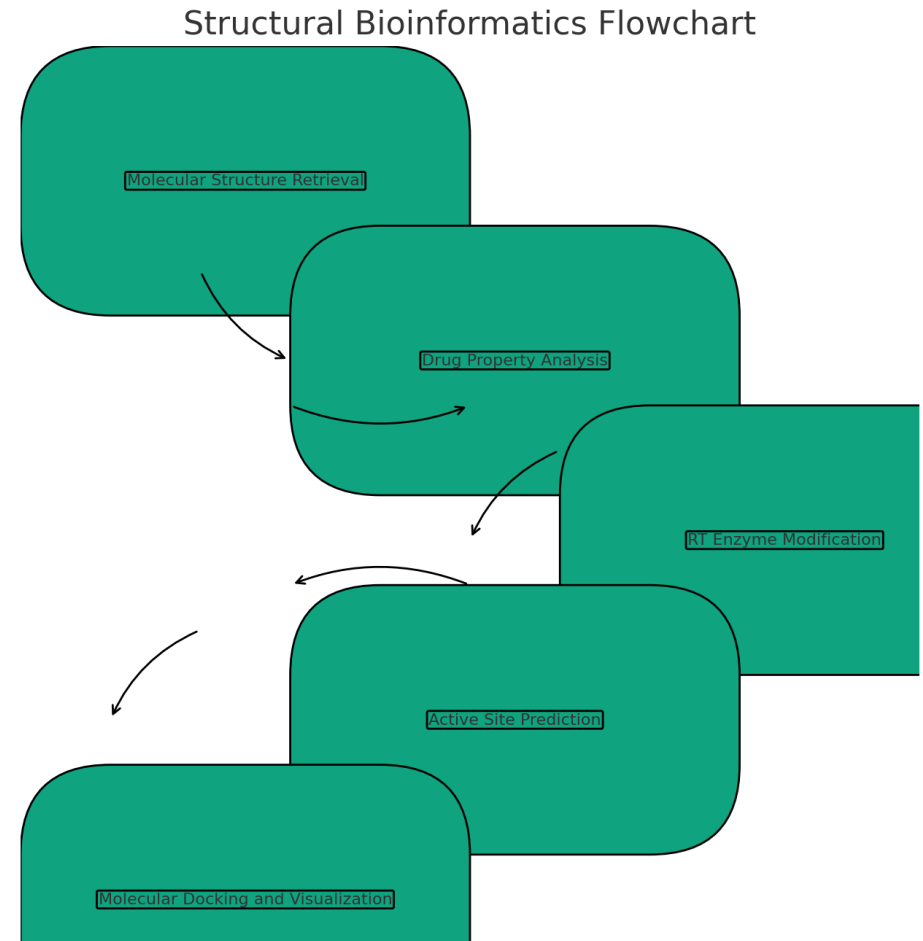 Structural Bioinformatics Flowchart
Molecular Structure Retrieval
Drug Property Analysis
RT Enzyme Modification
Active Site Prediction
Molecular Docking and Visualization